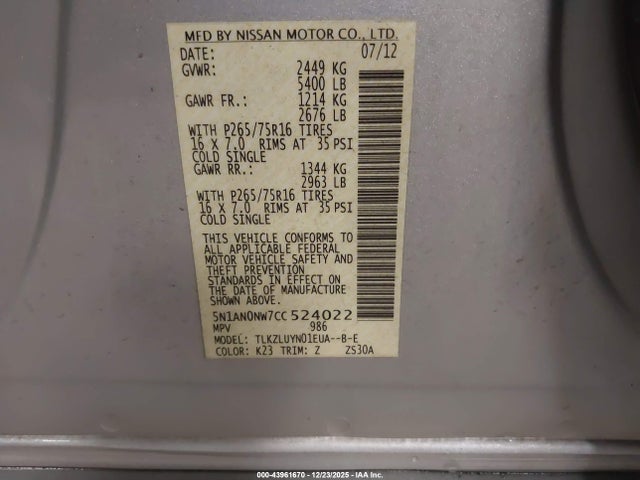 MFD BY NISSAN MOTOR CO., LTD.
DATE: 07/12
GVWR: 2449 KG
5400 LB
GAWR FR.: 1214 KG
2676 LB
WITH P265/75R16 TIRES
16 X 7.0 RIMS AT 35 PSI
COLD SINGLE
GAWR RR.: 1344 KG
2963 LB
WITH P265/75R16 TIRES
16 X 7.0 RIMS AT 35 PSI
COLD SINGLE
THIS VEHICLE CONFORMS TO
ALL APPLICABLE FEDERAL
MOTOR VEHICLE SAFETY AND
THEFT PREVENTION
STANDARDS IN EFFECT ON
THE DATE OF MANUFACTURE
SHOWN ABOVE.
5N1AN0NW7CC524022
MPV 986
MODEL: TLKZLUYN01EUA--B-E
COLOR: K23 TRIM: Z ZS30A
000-43961670 - 12/23/2025 - IAA Inc.